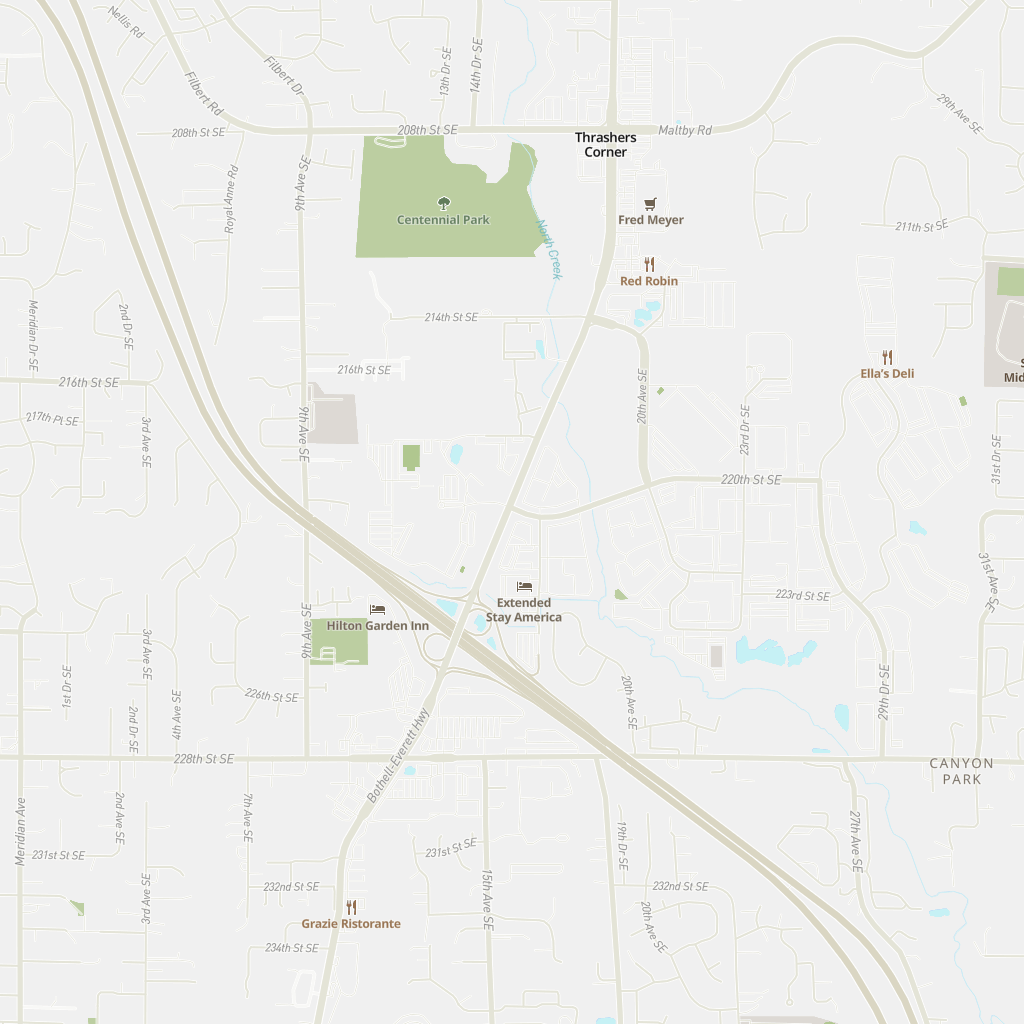 Nellis Rd
Filbert Dr
13th Dr SE
14th Dr SE
Filbert Rd
29th Ave SE
208th St SE
208th St SE
Maltby Rd
Thrashers
Corner
9th Ave SE
Royal Anne Rd
Centennial Park
Fred Meyer
North Creek
211th St SE
Red Robin
Meridian Dr SE
2nd Dr SE
214th St SE
216th St SE
216th St SE
Ella's Deli
20th Ave SE
217th Pl SE
3rd Ave SE
9th Ave SE
23rd Dr SE
31st Dr SE
220th St SE
31st Ave SE
223rd St SE
Extended
Stay America
Hilton Garden Inn
9th Ave SE
3rd Ave SE
1st Dr SE
4th Ave SE
226th St SE
20th Ave SE
29th Dr SE
2nd Dr SE
Bothell-Everett Hwy
228th St SE
CANYON
PARK
Meridian Ave
2nd Ave SE
7th Ave SE
19th Dr SE
27th Ave SE
231st St SE
231st St SE
232nd St SE
232nd St SE
3rd Ave SE
15th Ave SE
20th Ave SE
Grazie Ristorante
234th St SE